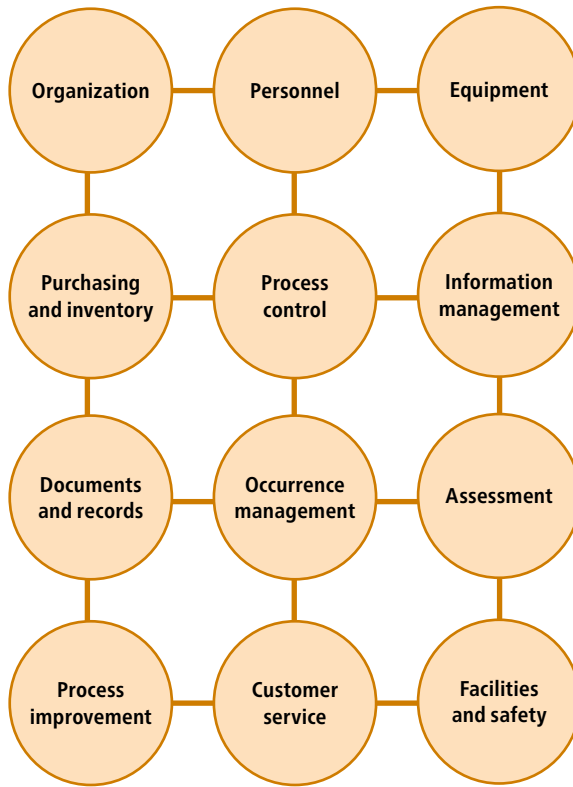 Organization
Personnel
Equipment
Purchasing
and inventory
Process
control
Information
management
Documents
and records
Occurrence
management
Assessment
Process
improvement
Customer
service
Facilities
and safety